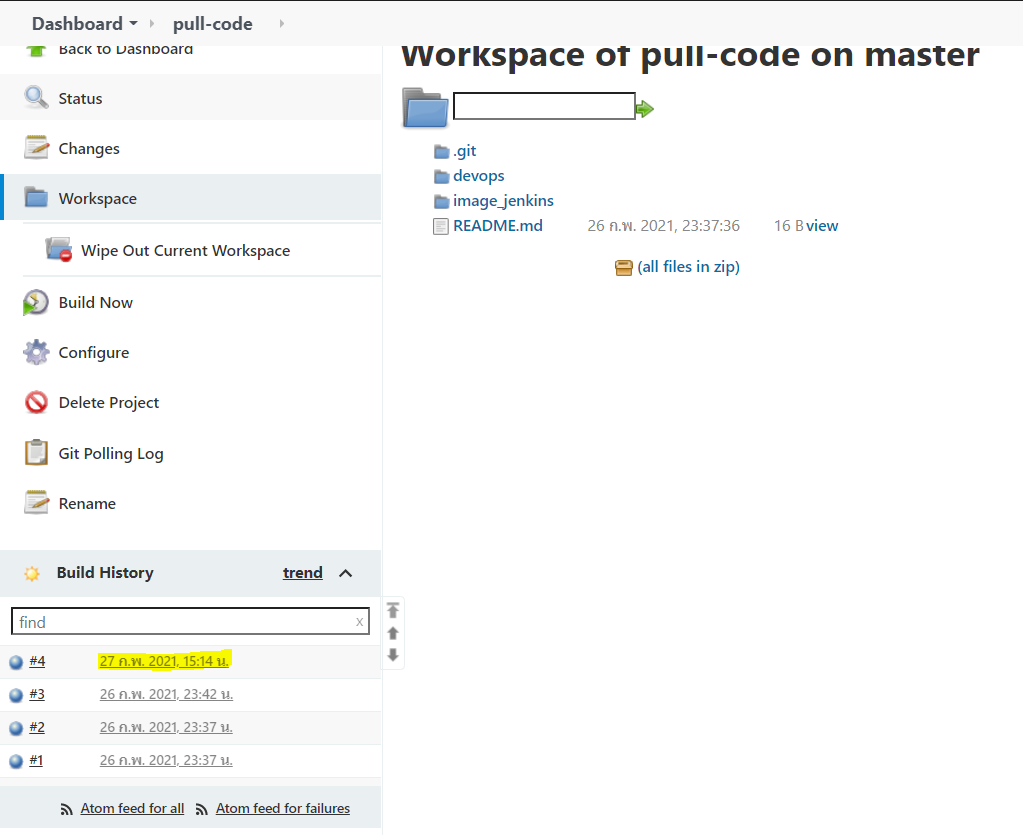 Dashboard pull-code
Back to Dashboard
Status
Changes
Workspace
Wipe Out Current Workspace
Build Now
Configure
Delete Project
Git Polling Log
Rename
Build History trend
find x
#4 27 ก.พ. 2021, 15:14 น.
#3 26 ก.พ. 2021, 23:42 น.
#2 26 ก.พ. 2021, 23:37 น.
#1 26 ก.พ. 2021, 23:37 น.
Atom feed for all Atom feed for failures
Workspace of pull-code on master
.git
devops
image_jenkins
README.md 26 ก.พ. 2021, 23:37:36 16 B view
(all files in zip)